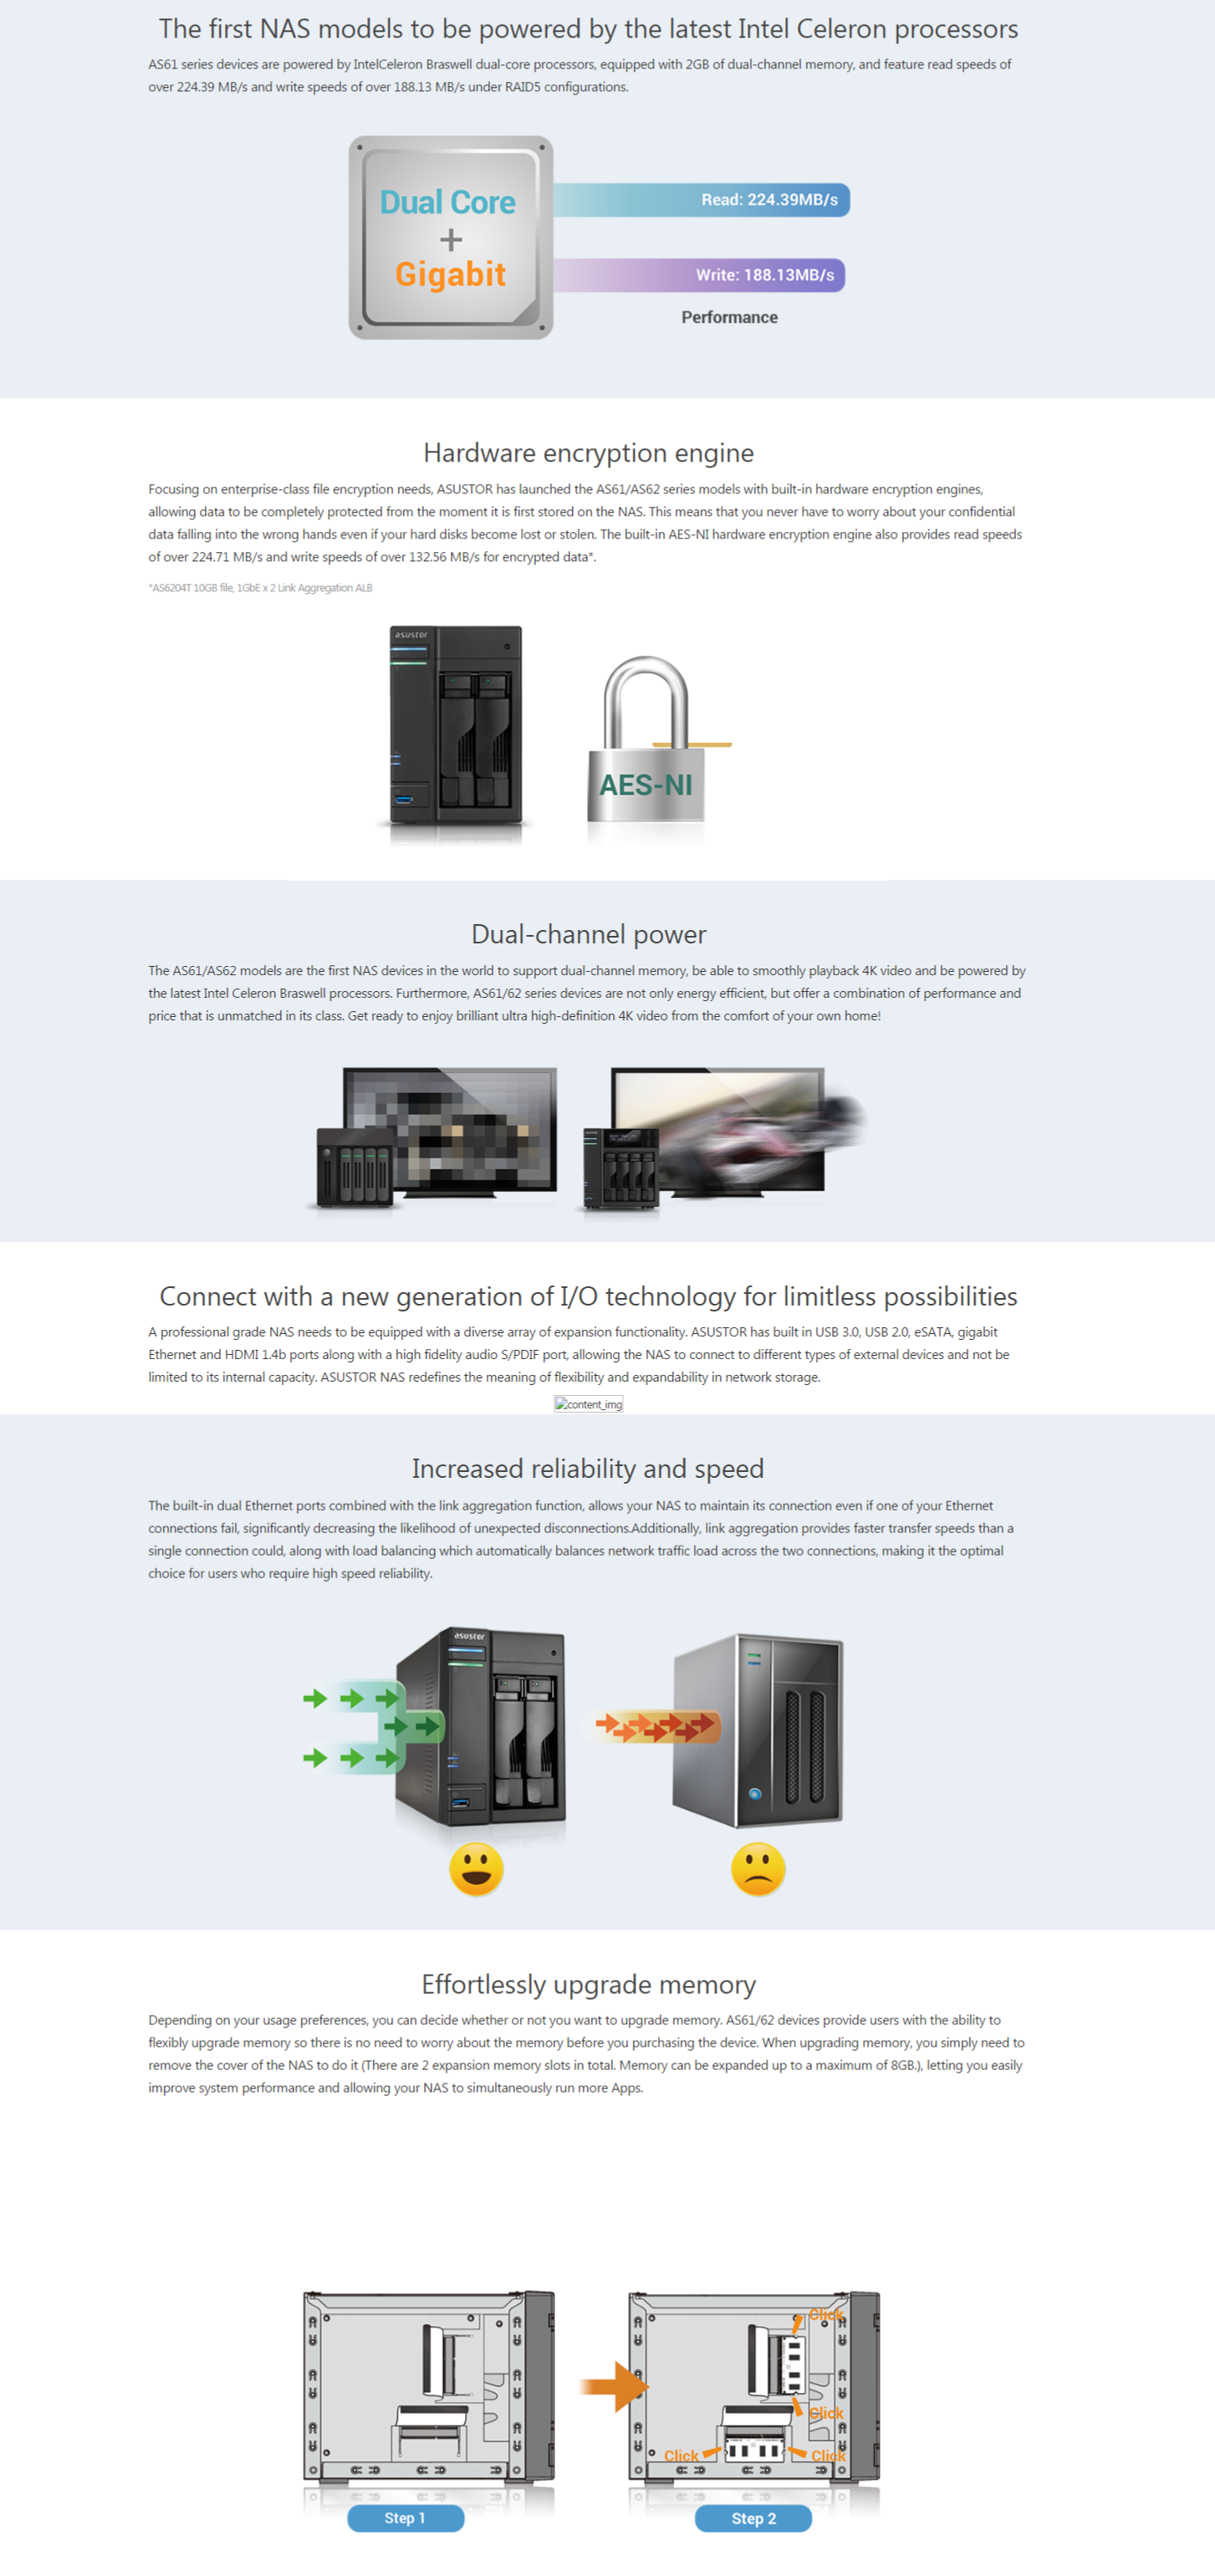 The first NAS models to be powered by the latest Intel Celeron processors
AS61 series devices are powered by IntelCeleron Braswell dual-core processors, equipped with 2GB of dual-channel memory, and feature read speeds of
over 224.39 MB/s and write speeds of over 188.13 MB/s under RAID5 configurations.
Dual Core
+
Gigabit
Read: 224.39MB/s
Write: 188.13MB/s
Performance
Hardware encryption engine
Focusing on enterprise-class file encryption needs, ASUSTOR has launched the AS61/AS62 series models with built-in hardware encryption engines,
allowing data to be completely protected from the moment it is first stored on the NAS. This means that you never have to worry about your confidential
data falling into the wrong hands even if your hard disks become lost or stolen. The built-in AES-NI hardware encryption engine also provides read speeds
of over 224.71 MB/s and write speeds of over 132.56 MB/s for encrypted data*.
*AS6204T 10GB file, 1GbE x 2 Link Aggregation ALB
asustor
AES-NI
Dual-channel power
The AS61/AS62 models are the first NAS devices in the world to support dual-channel memory, be able to smoothly playback 4K video and be powered by
the latest Intel Celeron Braswell processors. Furthermore, AS61/62 series devices are not only energy efficient, but offer a combination of performance and
price that is unmatched in its class. Get ready to enjoy brilliant ultra high-definition 4K video from the comfort of your own home!
Connect with a new generation of I/O technology for limitless possibilities
A professional grade NAS needs to be equipped with a diverse array of expansion functionality. ASUSTOR has built in USB 3.0, USB 2.0, eSATA, gigabit
Ethernet and HDMI 1.4b ports along with a high fidelity audio S/PDIF port, allowing the NAS to connect to different types of external devices and not be
limited to its internal capacity. ASUSTOR NAS redefines the meaning of flexibility and expandability in network storage.
content_img
Increased reliability and speed
The built-in dual Ethernet ports combined with the link aggregation function, allows your NAS to maintain its connection even if one of your Ethernet
connections fail, significantly decreasing the likelihood of unexpected disconnections.Additionally, link aggregation provides faster transfer speeds than a
single connection could, along with load balancing which automatically balances network traffic load across the two connections, making it the optimal
choice for users who require high speed reliability.
asustor
Effortlessly upgrade memory
Depending on your usage preferences, you can decide whether or not you want to upgrade memory. AS61/62 devices provide users with the ability to
flexibly upgrade memory so there is no need to worry about the memory before you purchasing the device. When upgrading memory, you simply need to
remove the cover of the NAS to do it (There are 2 expansion memory slots in total. Memory can be expanded up to a maximum of 8GB.), letting you easily
improve system performance and allowing your NAS to simultaneously run more Apps.
Click
Click
Click
Click
Step 1
Step 2